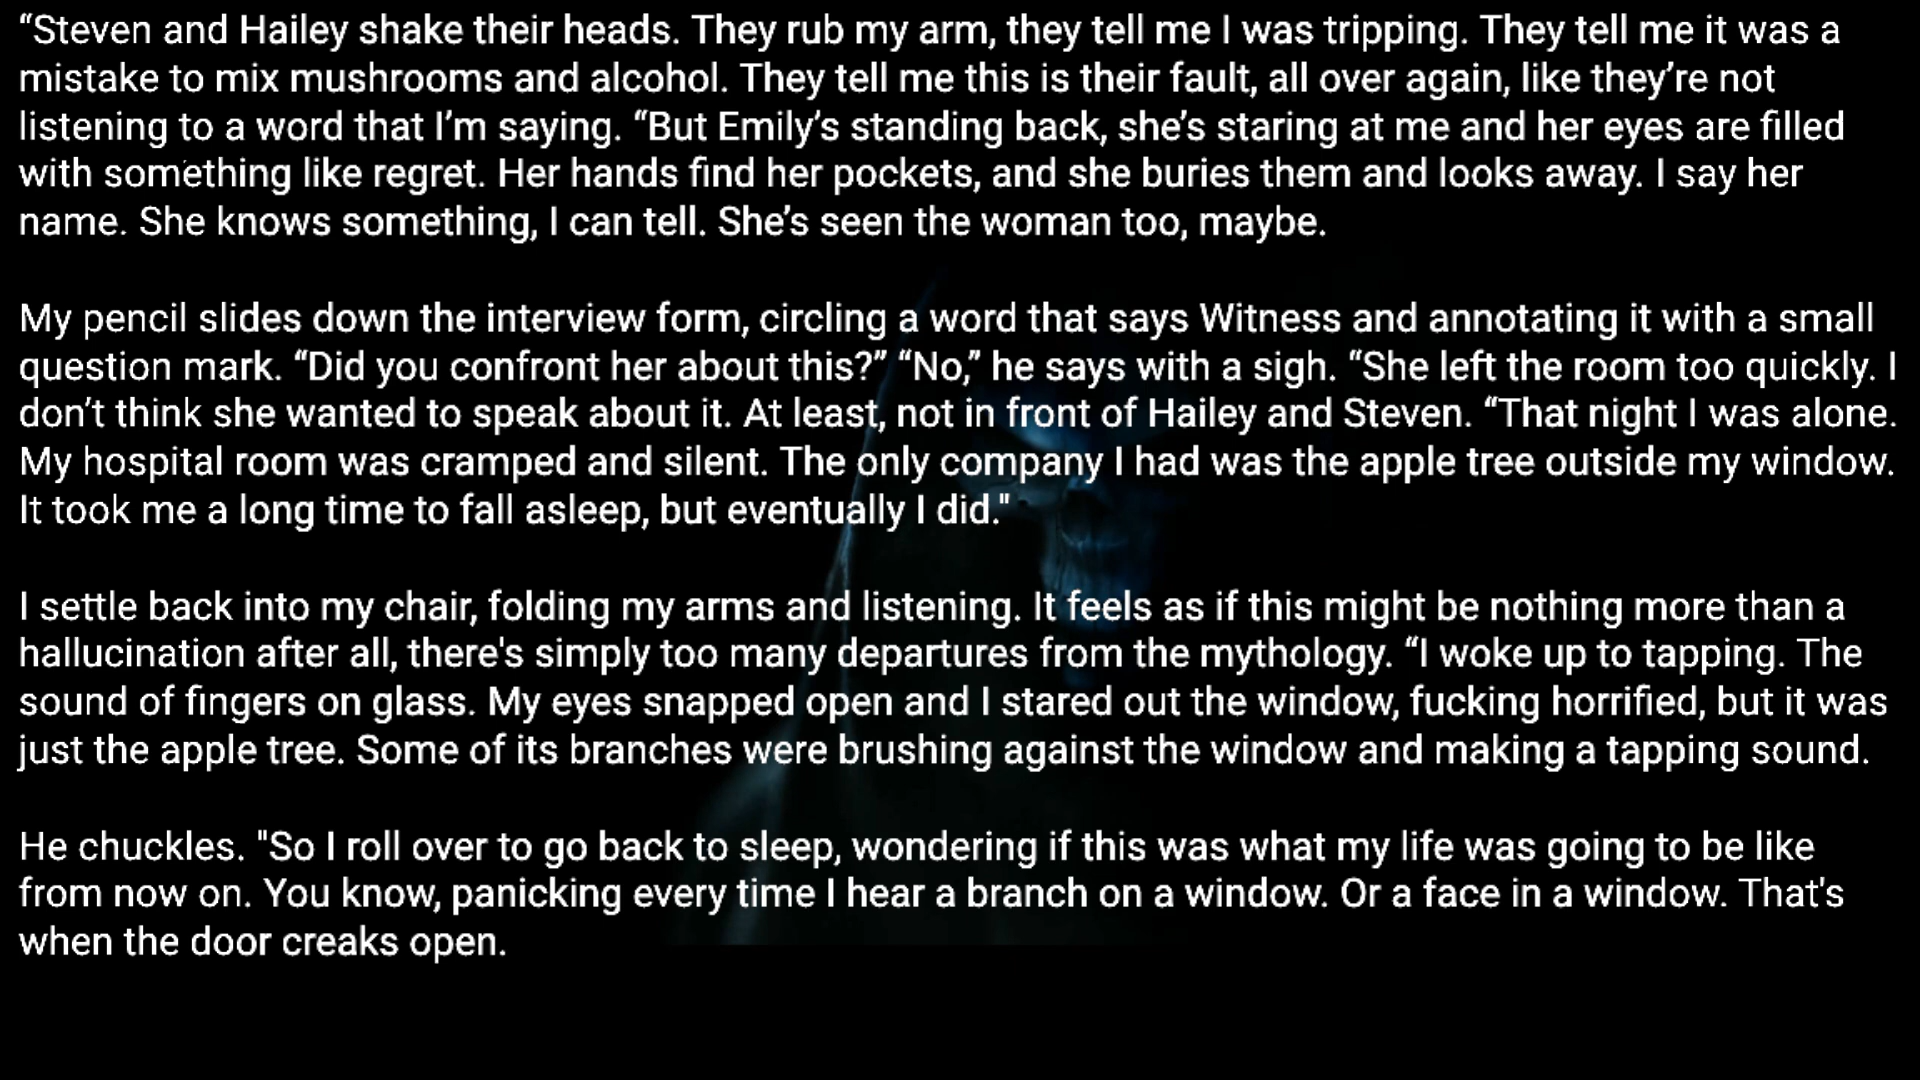 “Steven and Hailey shake their heads. They rub my arm, they tell me I was tripping. They tell me it was a
mistake to mix mushrooms and alcohol. They tell me this is their fault, all over again, like they’re not
listening to a word that I’m saying. “But Emily’s standing back, she’s staring at me and her eyes are filled
with something like regret. Her hands find her pockets, and she buries them and looks away. I say her
name. She knows something, I can tell. She’s seen the woman too, maybe.
My pencil slides down the interview form, circling a word that says Witness and annotating it with a small
question mark. “Did you confront her about this?” “No,” he says with a sigh. “She left the room too quickly. I
don’t think she wanted to speak about it. At least, not in front of Hailey and Steven. “That night I was alone.
My hospital room was cramped and silent. The only company I had was the apple tree outside my window.
It took me a long time to fall asleep, but eventually I did."
I settle back into my chair, folding my arms and listening. It feels as if this might be nothing more than a
hallucination after all, there's simply too many departures from the mythology. “I woke up to tapping. The
sound of fingers on glass. My eyes snapped open and I stared out the window, fucking horrified, but it was
just the apple tree. Some of its branches were brushing against the window and making a tapping sound.
He chuckles. "So I roll over to go back to sleep, wondering if this was what my life was going to be like
from now on. You know, panicking every time I hear a branch on a window. Or a face in a window. That's
when the door creaks open.